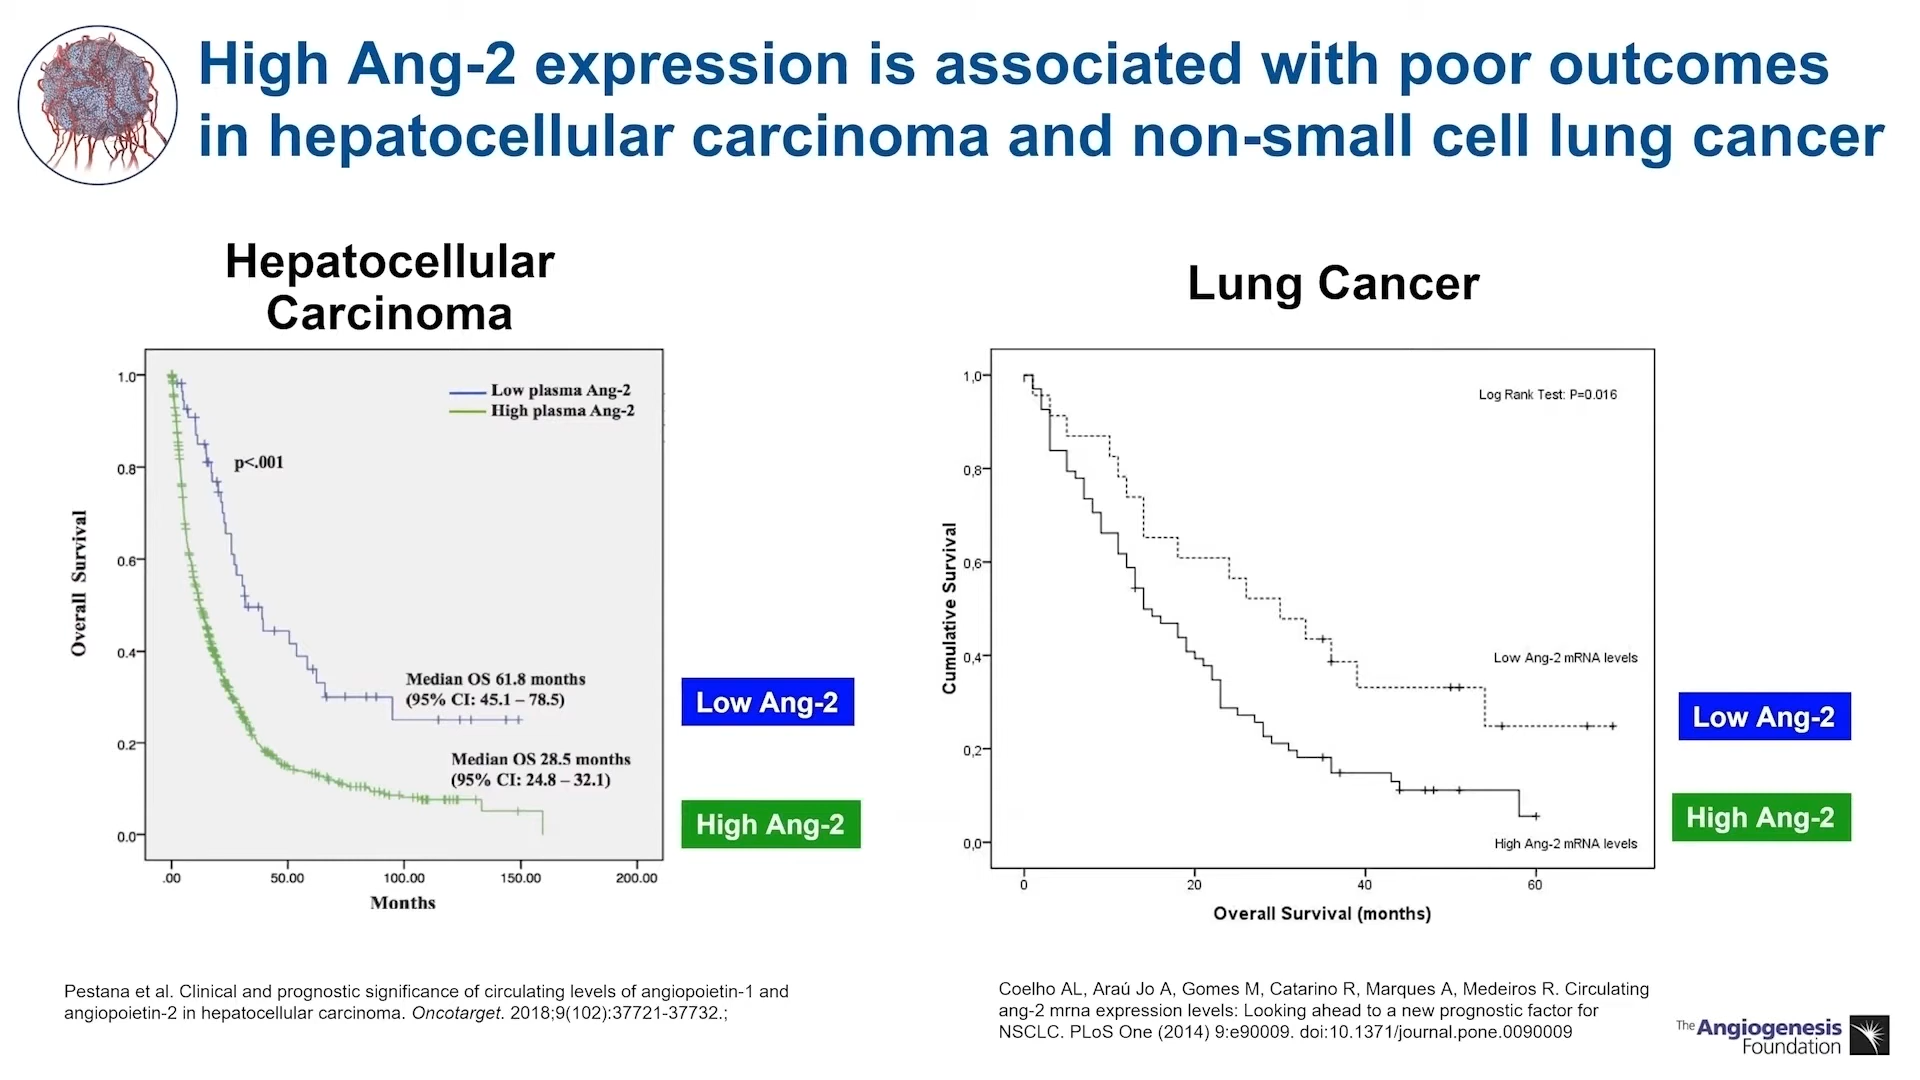 High Ang-2 expression is associated with poor outcomes
in hepatocellular carcinoma and non-small cell lung cancer
Hepatocellular
Carcinoma
1.0
0.8
0.6
0.4
0.2
0.0
Overall Survival
Low plasma Ang-2
High plasma Ang-2
p<.001
Median OS 61.8 months
(95% CI: 45.1 – 78.5)
Median OS 28.5 months
(95% CI: 24.8 – 32.1)
.00 50.00 100.00 150.00 200.00
Months
Low Ang-2
High Ang-2
Lung Cancer
1,0
0,8
0,6
0,4
0,2
0,0
Cumulative Survival
Log Rank Test: P=0.016
Low Ang-2 mRNA levels
High Ang-2 mRNA levels
0 20 40 60
Overall Survival (months)
Low Ang-2
High Ang-2
Pestana et al. Clinical and prognostic significance of circulating levels of angiopoietin-1 and
angiopoietin-2 in hepatocellular carcinoma. Oncotarget. 2018;9(102):37721-37732.;
Coelho AL, Araú Jo A, Gomes M, Catarino R, Marques A, Medeiros R. Circulating
ang-2 mrna expression levels: Looking ahead to a new prognostic factor for
NSCLC. PLoS One (2014) 9:e90009. doi:10.1371/journal.pone.0090009
The Angiogenesis
Foundation